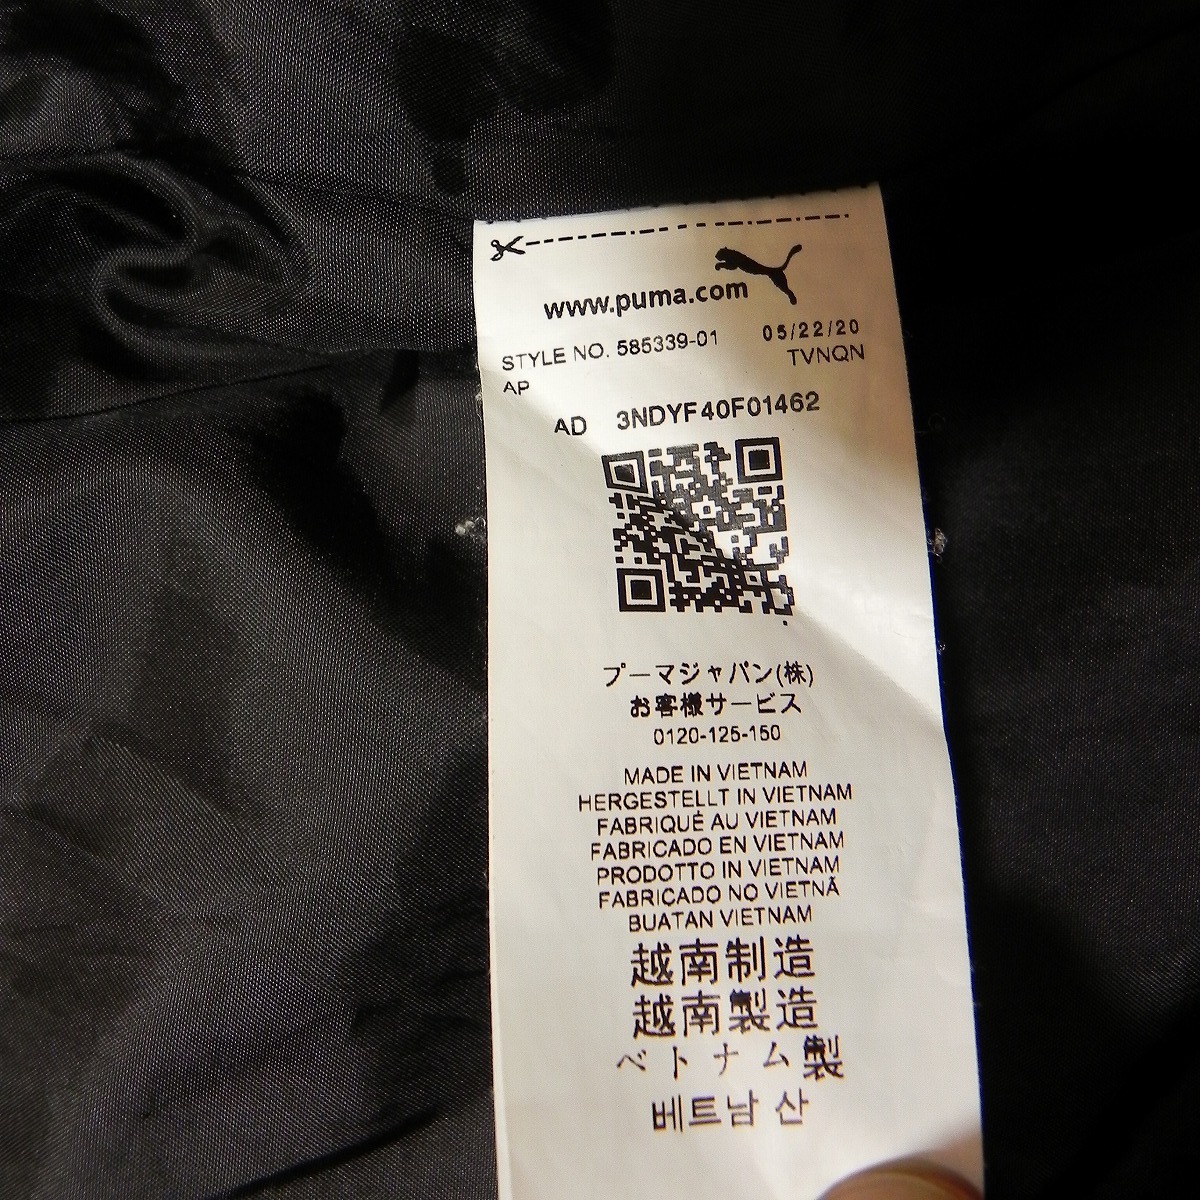 www.puma.com
STYLE NO. 585339-01 05/22/20
AP TVNQN
AD 3NDYF40F01462
プーマジャパン(株)
お客様サービス
0120-125-150
MADE IN VIETNAM
HERGESTELLT IN VIETNAM
FABRIQUÉ AU VIETNAM
FABRICADO EN VIETNAM
PRODOTTO IN VIETNAM
FABRICADO NO VIETNÃ
BUATAN VIETNAM
越南制造
越南製造
ベトナム製
베트남 산